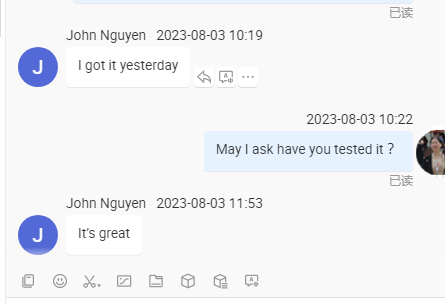 已读
John Nguyen 2023-08-03 10:19
J
I got it yesterday
2023-08-03 10:22
May I ask have you tested it？
已读
John Nguyen 2023-08-03 11:53
J
It's great